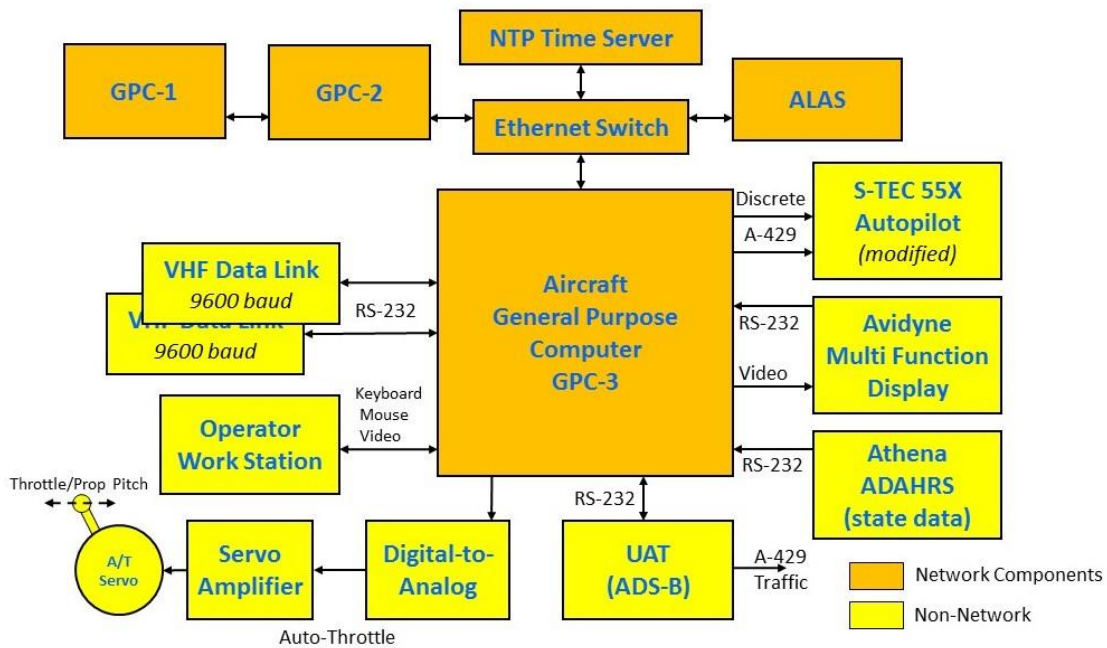 NTP Time Server
GPC-1
GPC-2
Ethernet Switch
ALAS
Aircraft
General Purpose
Computer
GPC-3
Discrete
A-429
S-TEC 55X
Autopilot
(modified)
VHF Data Link
9600 baud
VHF Data Link
9600 baud
RS-232
RS-232
Video
Avidyne
Multi Function
Display
Keyboard
Mouse
Video
Operator
Work Station
RS-232
Athena
ADAHRS
(state data)
Throttle/Prop Pitch
A/T
Servo
Servo
Amplifier
Digital-to-
Analog
Auto-Throttle
RS-232
UAT
(ADS-B)
A-429
Traffic
Network Components
Non-Network